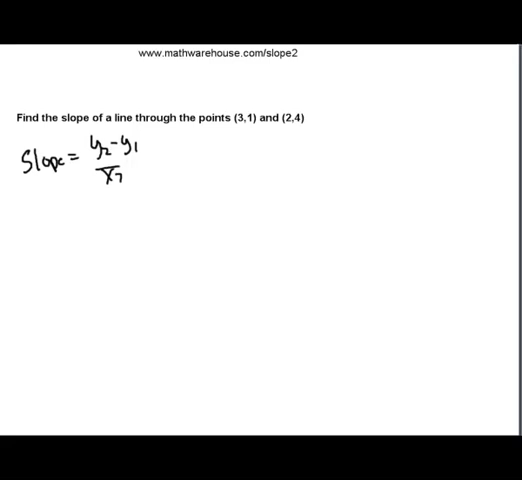 www.mathwarehouse.com/slope2
Find the slope of a line through the points (3,1) and (2,4)
Slope = y₂-y₁
x₂